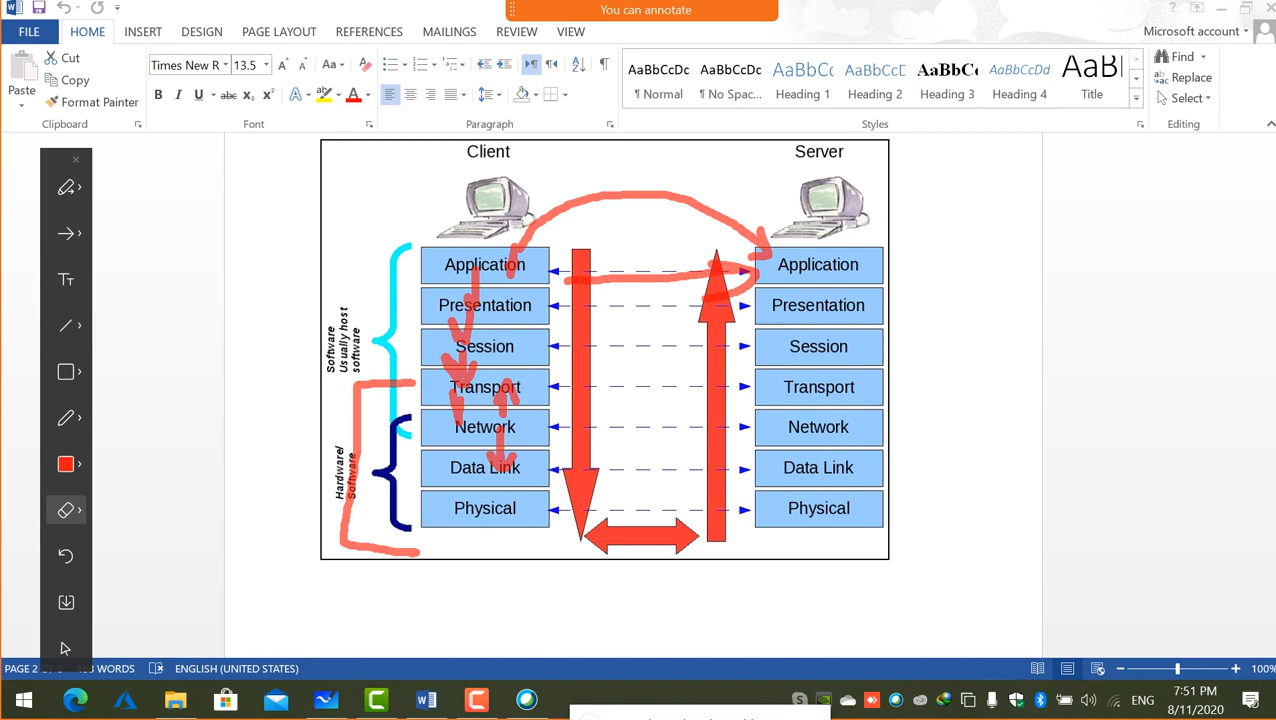 You can annotate
FILE HOME INSERT DESIGN PAGE LAYOUT REFERENCES MAILINGS REVIEW VIEW
Microsoft account
Paste
Cut
Copy
Format Painter
Times New R 13.5
AaBbCcDc AaBbCcDc AaBbCc AaBbCcD AaBbCc AaBbCcDd AaB
¶ Normal ¶ No Spac... Heading 1 Heading 2 Heading 3 Heading 4 Title
Find
Replace
Select
Clipboard Font Paragraph Styles Editing
Client Server
Application Application
Presentation Presentation
Session Session
Transport Transport
Network Network
Data Link Data Link
Physical Physical
Software
Usually host
software
Hardware/
Software
ENGLISH (UNITED STATES)
100%
ENG
7:51 PM
8/11/2020